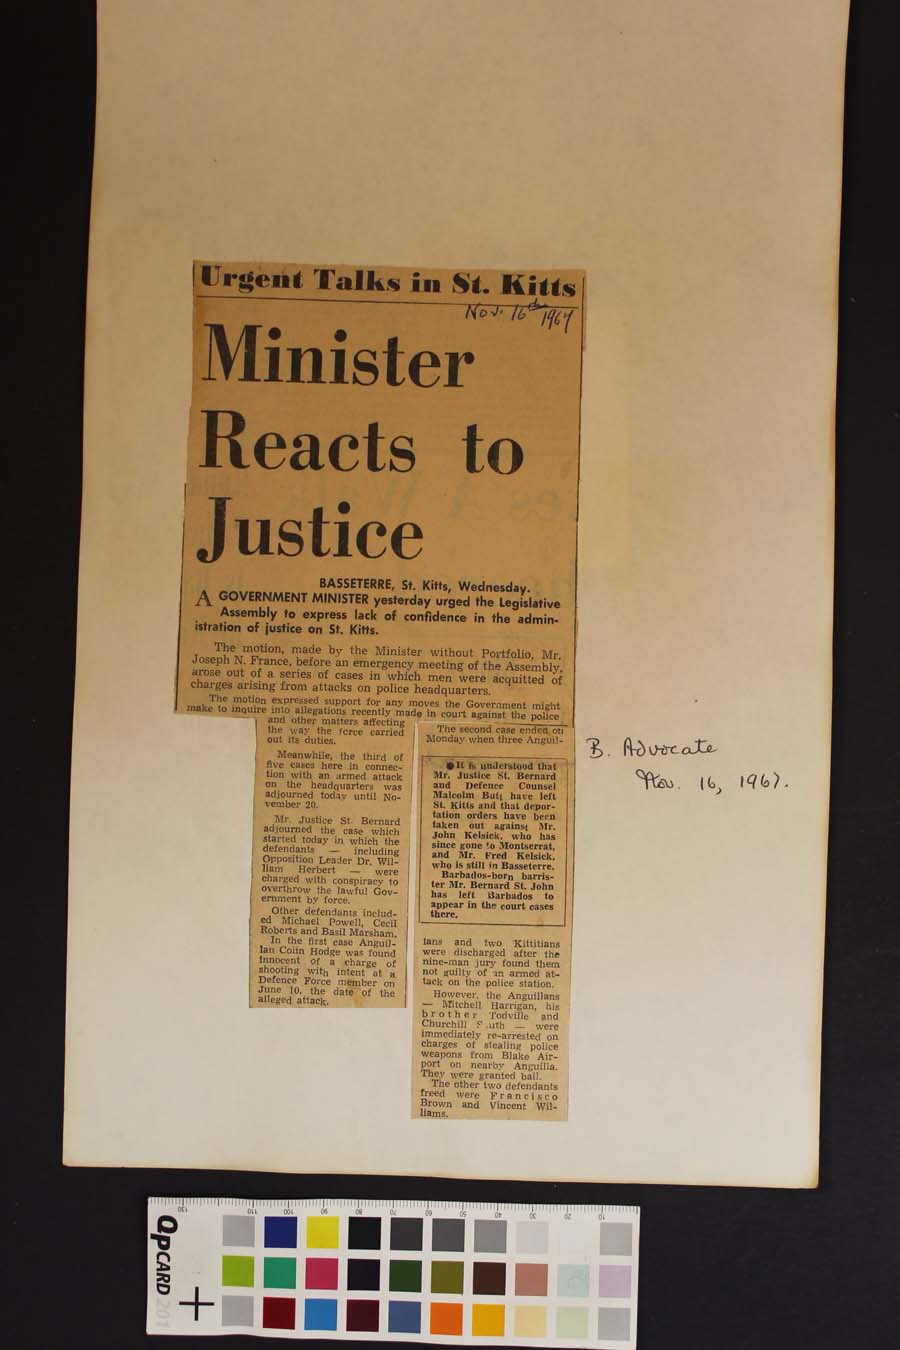 Urgent Talks in St. Kitts
Nov. 16th 1967
Minister
Reacts to
Justice
BASSETERRE, St. Kitts, Wednesday.
A GOVERNMENT MINISTER yesterday urged the Legislative
Assembly to express lack of confidence in the admin-
istration of justice on St. Kitts.
The motion, made by the Minister without Portfolio, Mr.
Joseph N. France, before an emergency meeting of the Assembly,
arose out of a series of cases in which men were acquitted of
charges arising from attacks on police headquarters.
The motion expressed support for any moves the Government might
make to inquire into allegations recently made in court against the police
and other matters affecting
the way the force carried
out its duties.
Meanwhile, the third of
five cases here in connec-
tion with an armed attack
on the headquarters was
adjourned today until No-
vember 20.
Mr. Justice St. Bernard
adjourned the case which
started today in which the
defendants — including
Opposition Leader Dr. Wil-
liam Herbert — were
charged with conspiracy to
overthrow the lawful Gov-
ernment by force.
Other defendants includ-
ed Michael Powell, Cecil
Roberts and Basil Marsham.
In the first case Anguil-
lan Colin Hodge was found
innocent of a charge of
shooting with intent at a
Defence Force member on
June 10, the date of the
alleged attack.
The second case ended on
Monday when three Anguil-
It is understood that
Mr. Justice St. Bernard
and Defence Counsel
Malcolm Butt have left
St. Kitts and that depor-
tation orders have been
taken out against Mr.
John Kelsick, who has
since gone to Montserrat,
and Mr. Fred Kelsick,
who is still in Basseterre.
Barbados-born barris-
ter Mr. Bernard St. John
has left Barbados to
appear in the court cases
there.
lans and two Kittitians
were discharged after the
nine-man jury found them
not guilty of an armed at-
tack on the police station.
However, the Anguillans
— Mitchell Harrigan, his
brother Todville and
Churchill — were
immediately re-arrested on
charges of stealing police
weapons from Blake Air-
port on nearby Anguilla.
They were granted bail.
The other two defendants
freed were Francisco
Brown and Vincent Wil-
liams.
B. Advocate
Nov. 16, 1967.
130 110 100 90 80 70 60 50 40 30 20 10
QPCARD 201